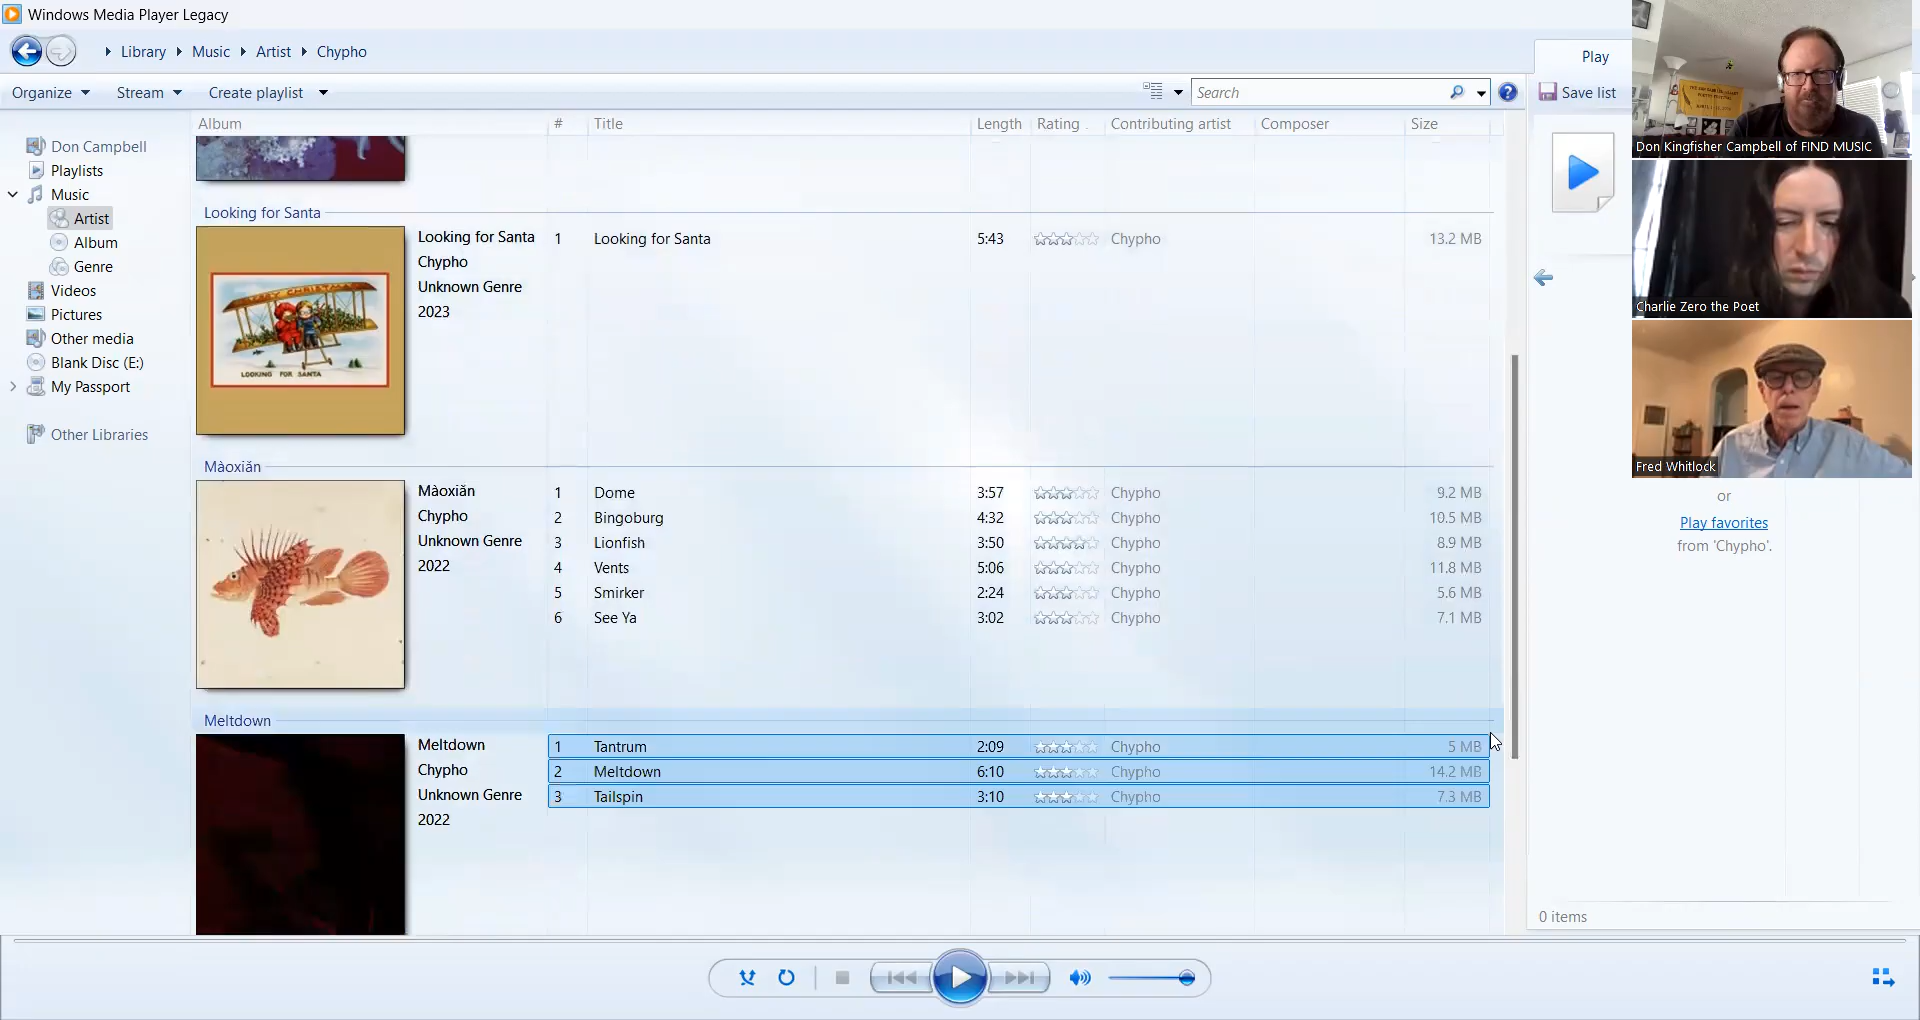 Windows Media Player Legacy
Library Music Artist Chypho
Play
Organize Stream Create playlist
Search
Save list
Album # Title Length Rating Contributing artist Composer Size
Don Campbell
Playlists
Music
Artist
Album
Genre
Videos
Pictures
Other media
Blank Disc (E:)
My Passport
Other Libraries
Looking for Santa
Looking for Santa
Chypho
Unknown Genre
2023
1 Looking for Santa 5:43 Chypho 13.2 MB
MERRY CHRISTMAS
LOOKING FOR SANTA
Màoxiǎn
Màoxiǎn
Chypho
Unknown Genre
2022
1 Dome 3:57 Chypho 9.2 MB
2 Bingoburg 4:32 Chypho 10.5 MB
3 Lionfish 3:50 Chypho 8.9 MB
4 Vents 5:06 Chypho 11.8 MB
5 Smirker 2:24 Chypho 5.6 MB
6 See Ya 3:02 Chypho 7.1 MB
Meltdown
Meltdown
Chypho
Unknown Genre
2022
1 Tantrum 2:09 Chypho 5 MB
2 Meltdown 6:10 Chypho 14.2 MB
3 Tailspin 3:10 Chypho 7.3 MB
Don Kingfisher Campbell of FIND MUSIC
Charlie Zero the Poet
Fred Whitlock
or
Play favorites
from 'Chypho'.
0 items